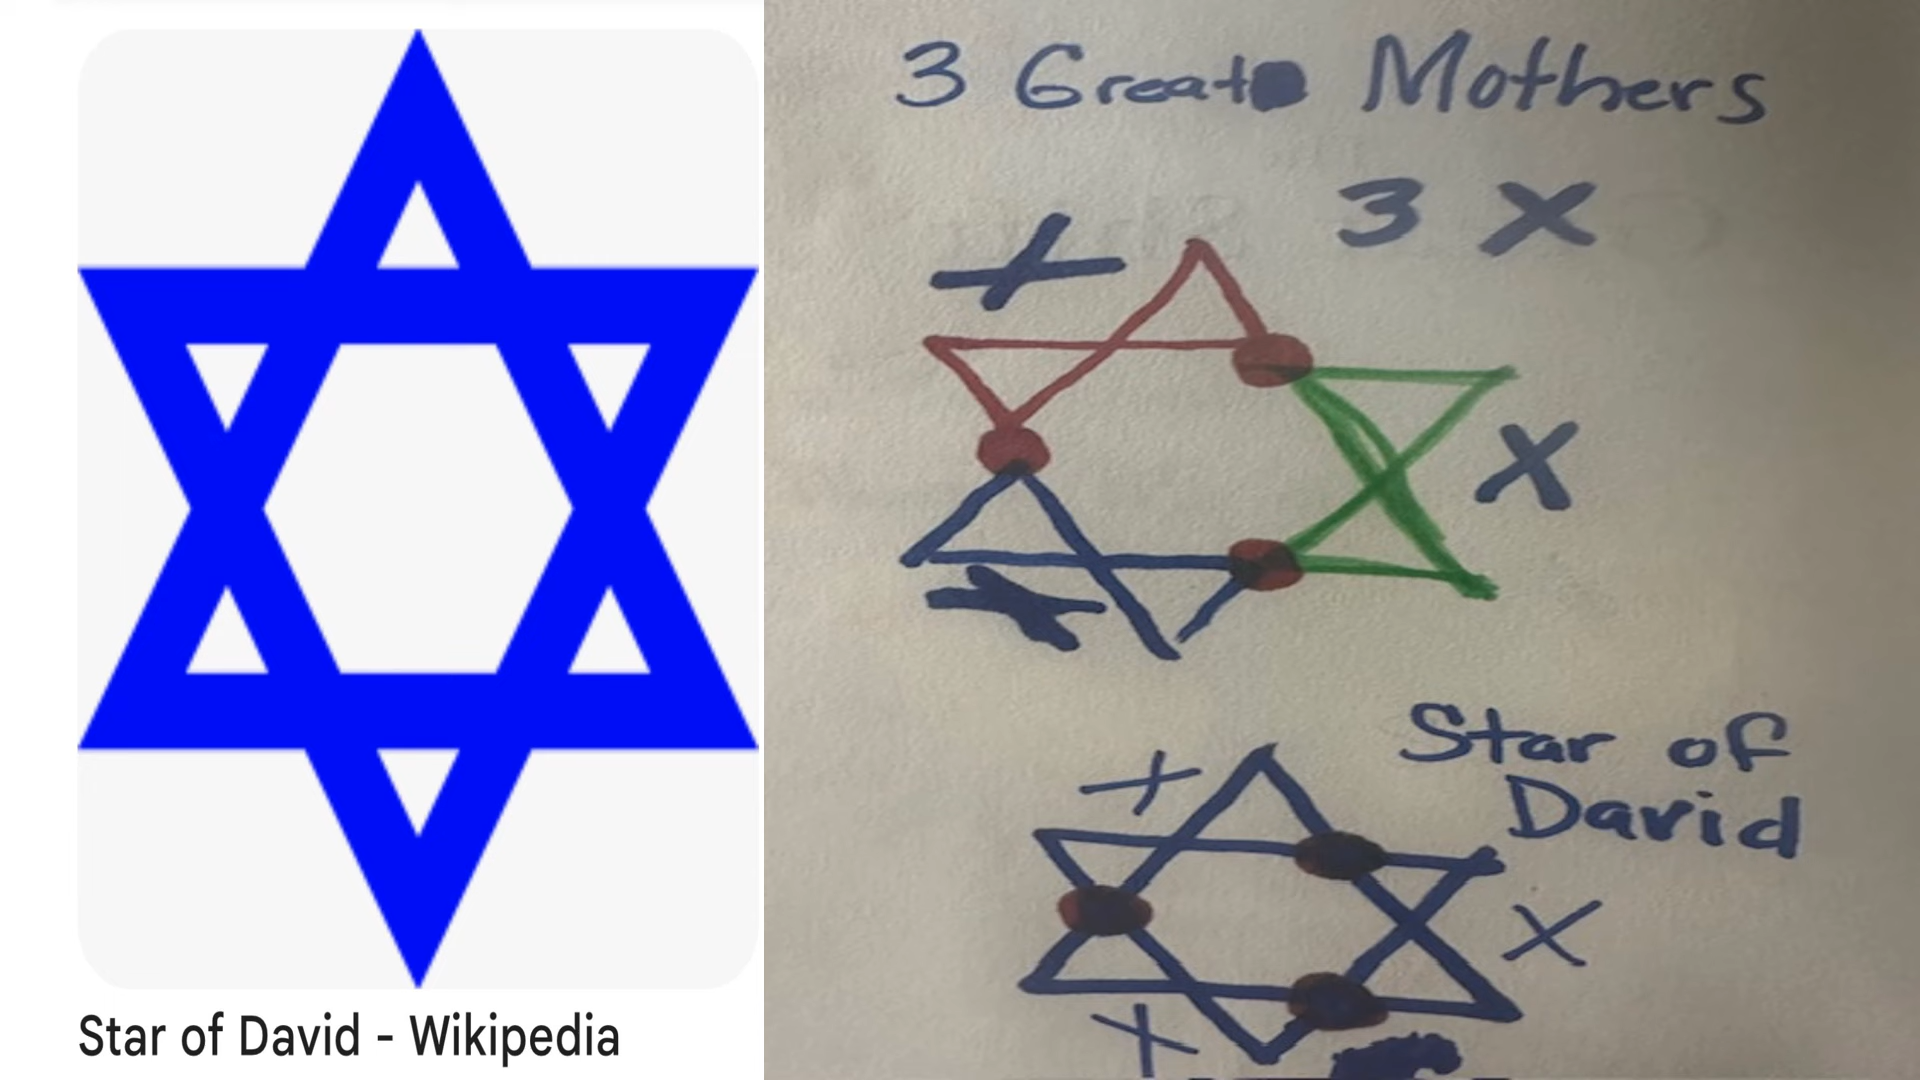 Star of David - Wikipedia
3 Great Mothers
3 X
X
X
X
Star of
David
X
X
X